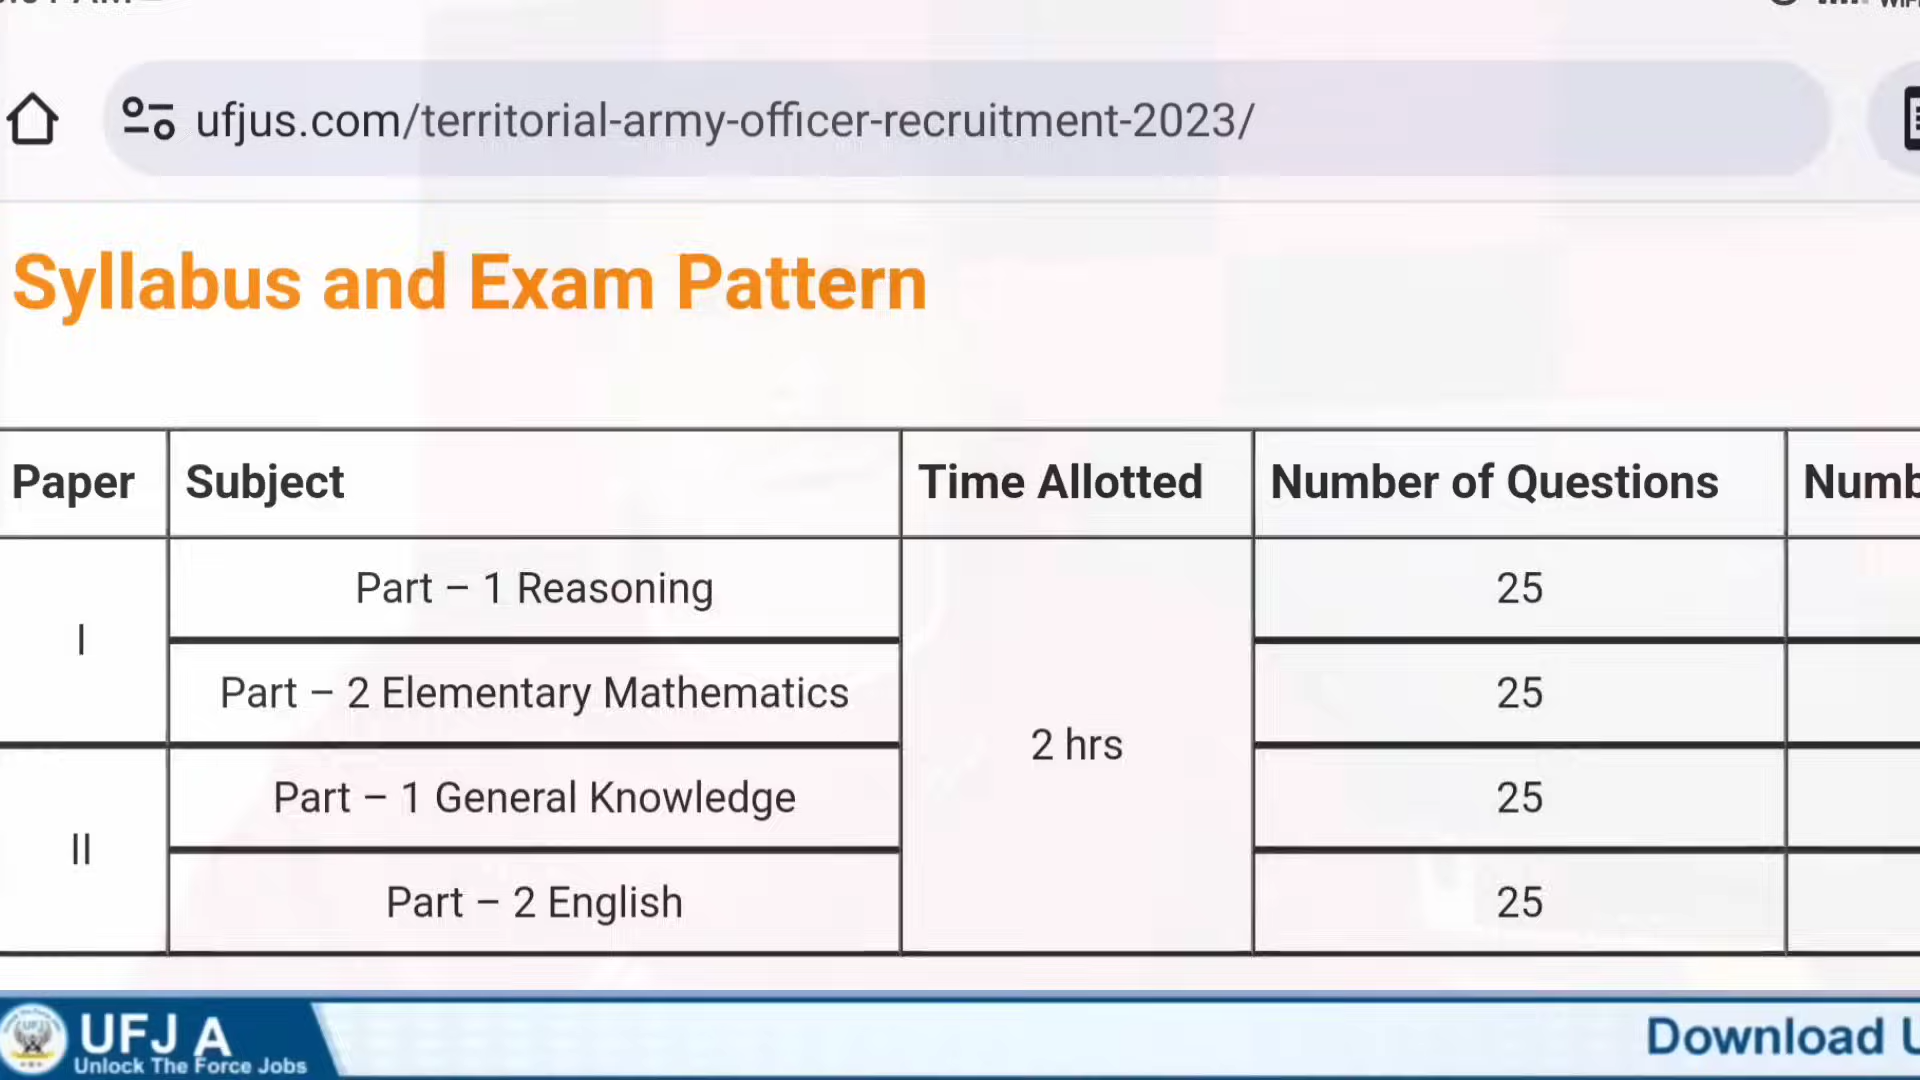 ufjus.com/territorial-army-officer-recruitment-2023/
Syllabus and Exam Pattern
Paper Subject Time Allotted Number of Questions
I Part – 1 Reasoning 2 hrs 25
Part – 2 Elementary Mathematics 25
II Part – 1 General Knowledge 25
Part – 2 English 25
UFJ A
Unlock The Force Jobs
Download